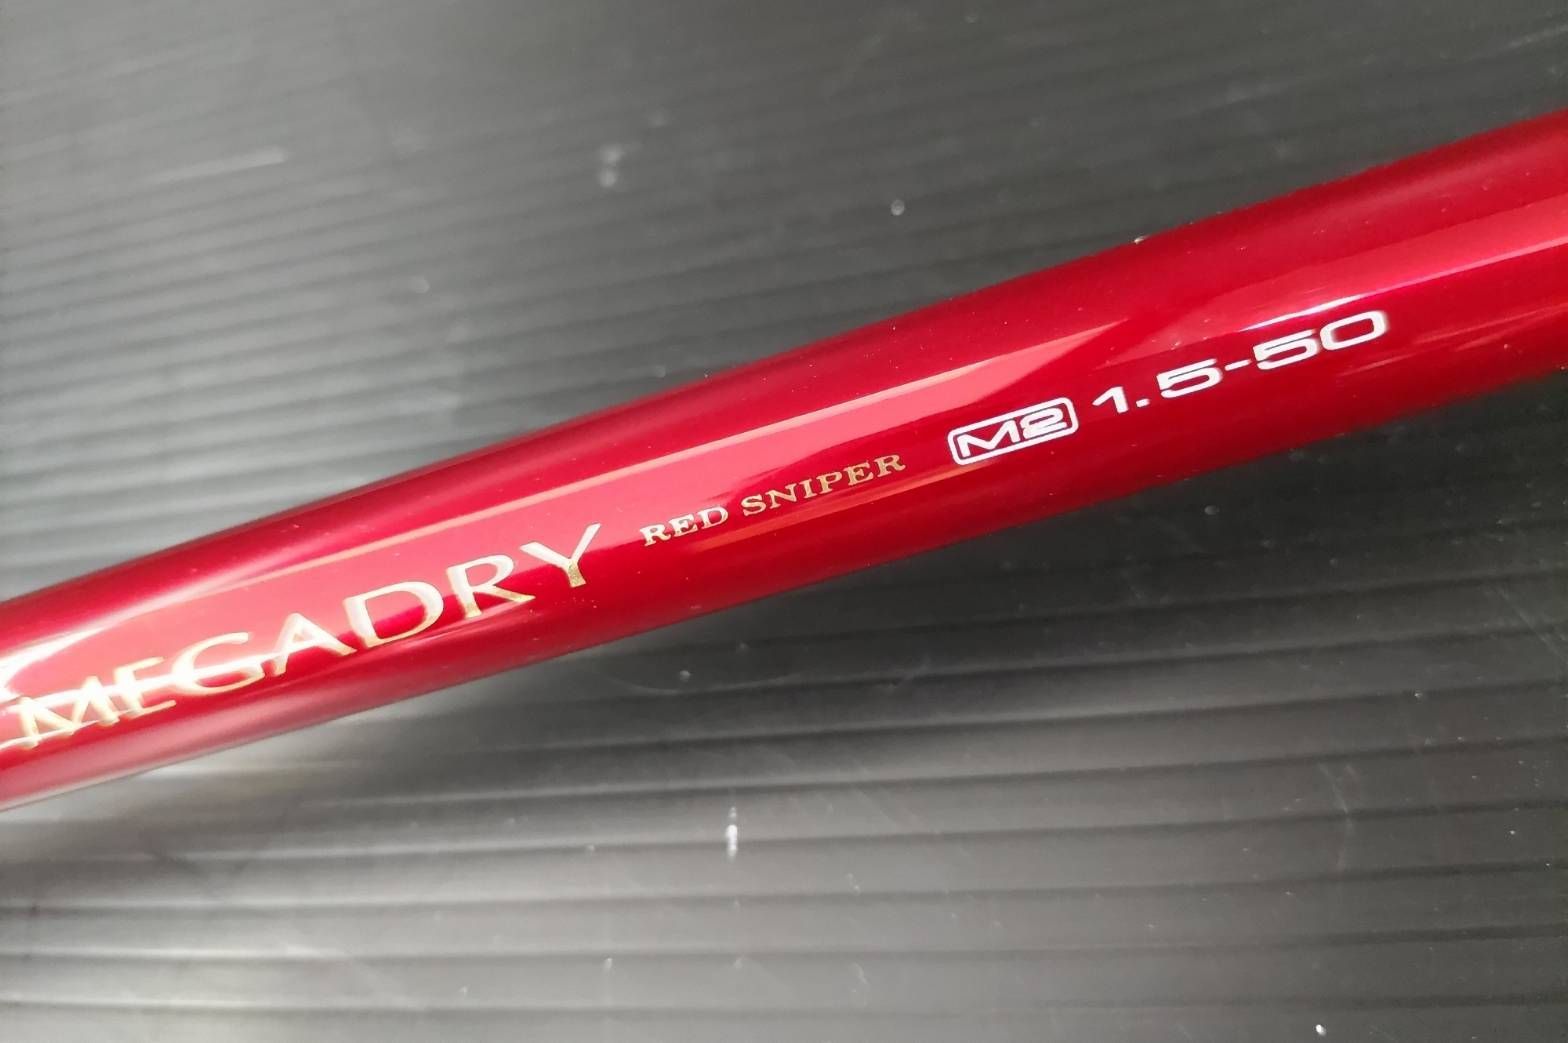 MEGADRY RED SNIPER M2 1.5-50